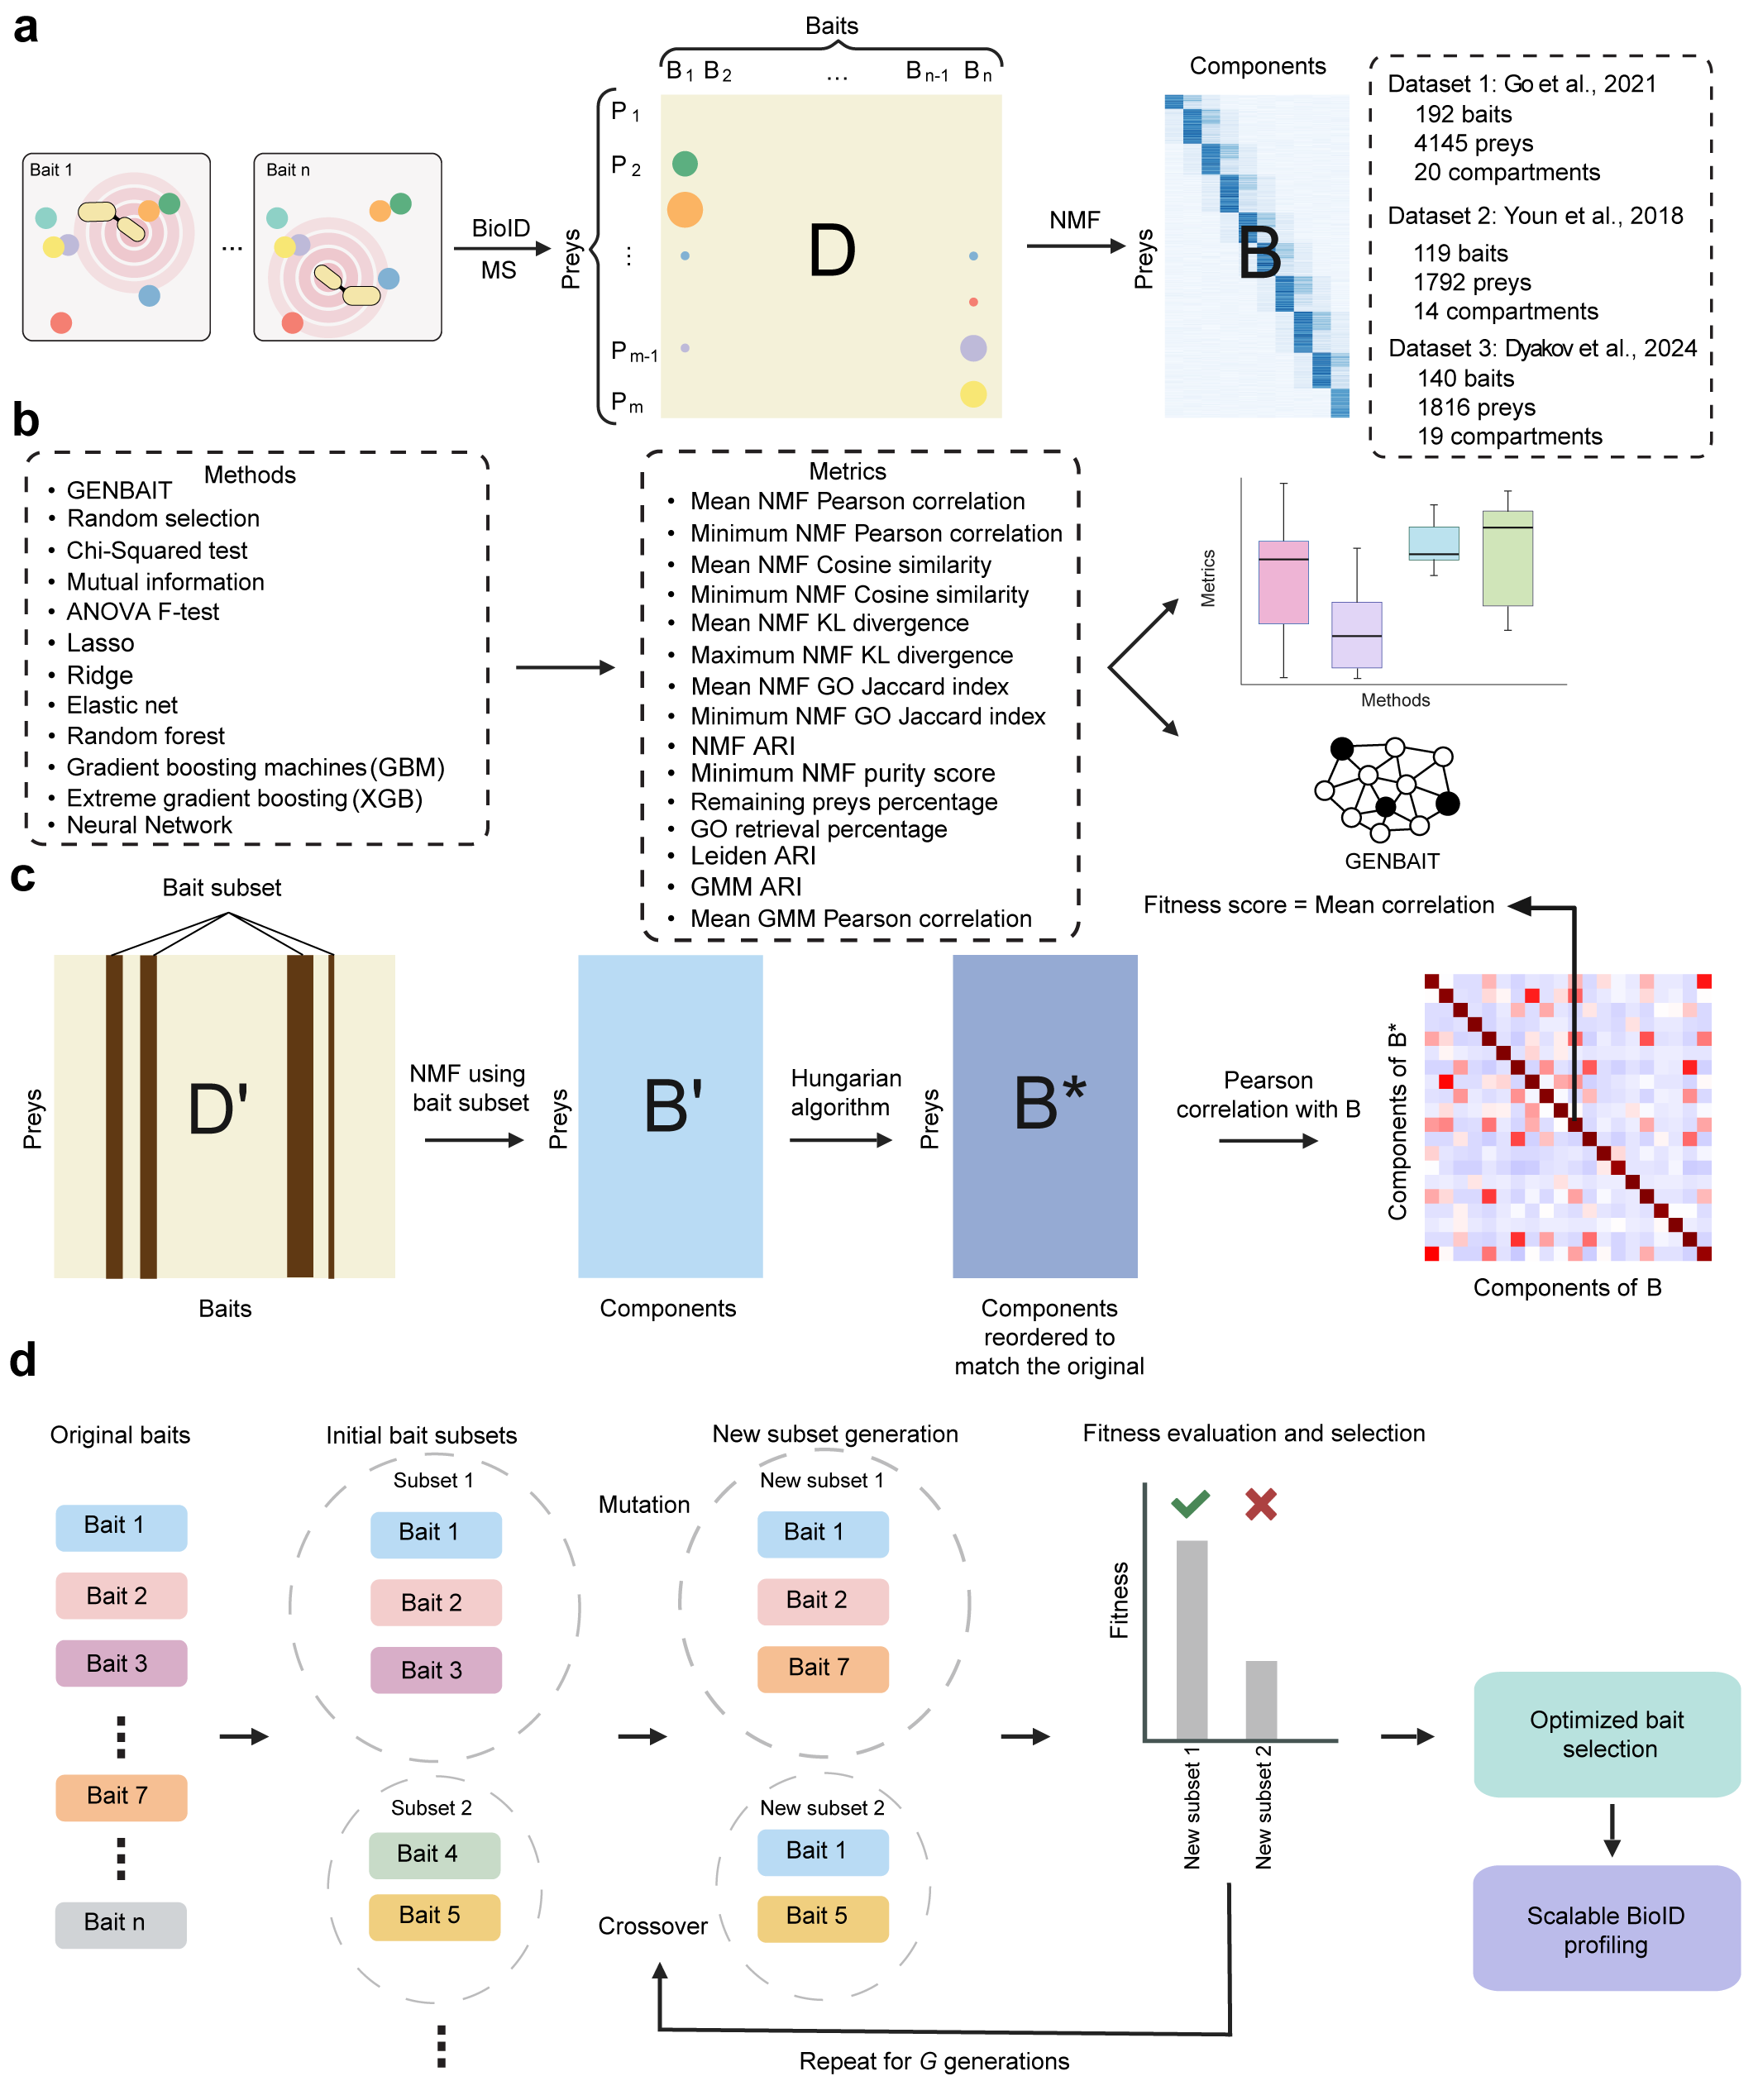 a
Bait 1
...
Bait n
BioID
MS
Baits
B1 B2 ... Bn-1 Bn
Preys
P1
P2
⋮
Pm-1
Pm
D
NMF
Components
Preys
B
Dataset 1: Go et al., 2021
192 baits
4145 preys
20 compartments
Dataset 2: Youn et al., 2018
119 baits
1792 preys
14 compartments
Dataset 3: Dyakov et al., 2024
140 baits
1816 preys
19 compartments
b
Methods
• GENBAIT
• Random selection
• Chi-Squared test
• Mutual information
• ANOVA F-test
• Lasso
• Ridge
• Elastic net
• Random forest
• Gradient boosting machines (GBM)
• Extreme gradient boosting (XGB)
• Neural Network
Metrics
• Mean NMF Pearson correlation
• Minimum NMF Pearson correlation
• Mean NMF Cosine similarity
• Minimum NMF Cosine similarity
• Mean NMF KL divergence
• Maximum NMF KL divergence
• Mean NMF GO Jaccard index
• Minimum NMF GO Jaccard index
• NMF ARI
• Minimum NMF purity score
• Remaining preys percentage
• GO retrieval percentage
• Leiden ARI
• GMM ARI
• Mean GMM Pearson correlation
Metrics
Methods
GENBAIT
c
Bait subset
Preys
D'
Baits
NMF using
bait subset
Preys
B'
Components
Hungarian
algorithm
Preys
B*
Components
reordered to
match the original
Pearson
correlation with B
Fitness score = Mean correlation
Components of B*
Components of B
d
Original baits
Bait 1
Bait 2
Bait 3
Bait 7
Bait n
Initial bait subsets
Subset 1
Bait 1
Bait 2
Bait 3
Subset 2
Bait 4
Bait 5
Mutation
Crossover
New subset generation
New subset 1
Bait 1
Bait 2
Bait 7
New subset 2
Bait 1
Bait 5
Fitness evaluation and selection
Fitness
New subset 1
New subset 2
Repeat for G generations
Optimized bait
selection
Scalable BioID
profiling